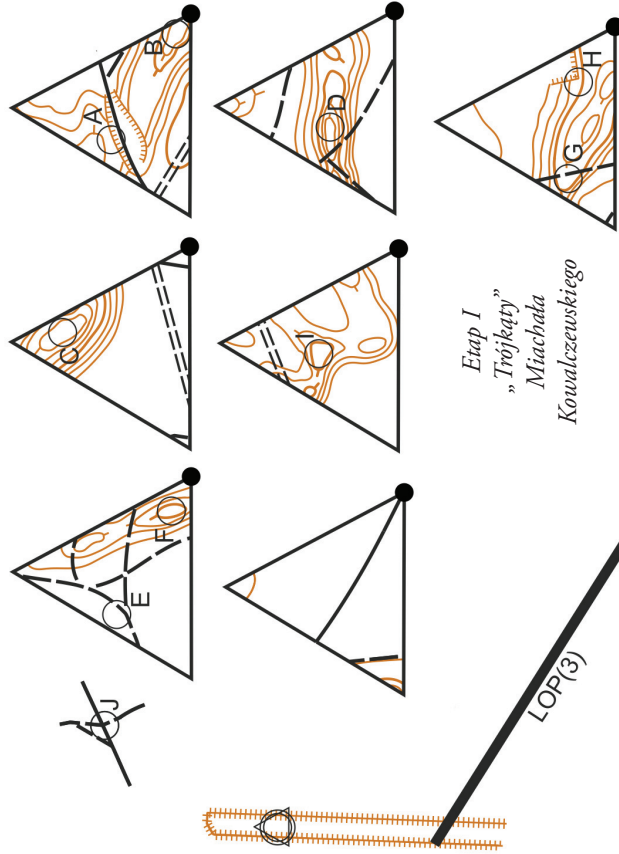 A
B
C
D
E
F
G
H
I
J
LOP(3)
Etap I
„Trójkąty”
Miachała
Kowalczewskiego